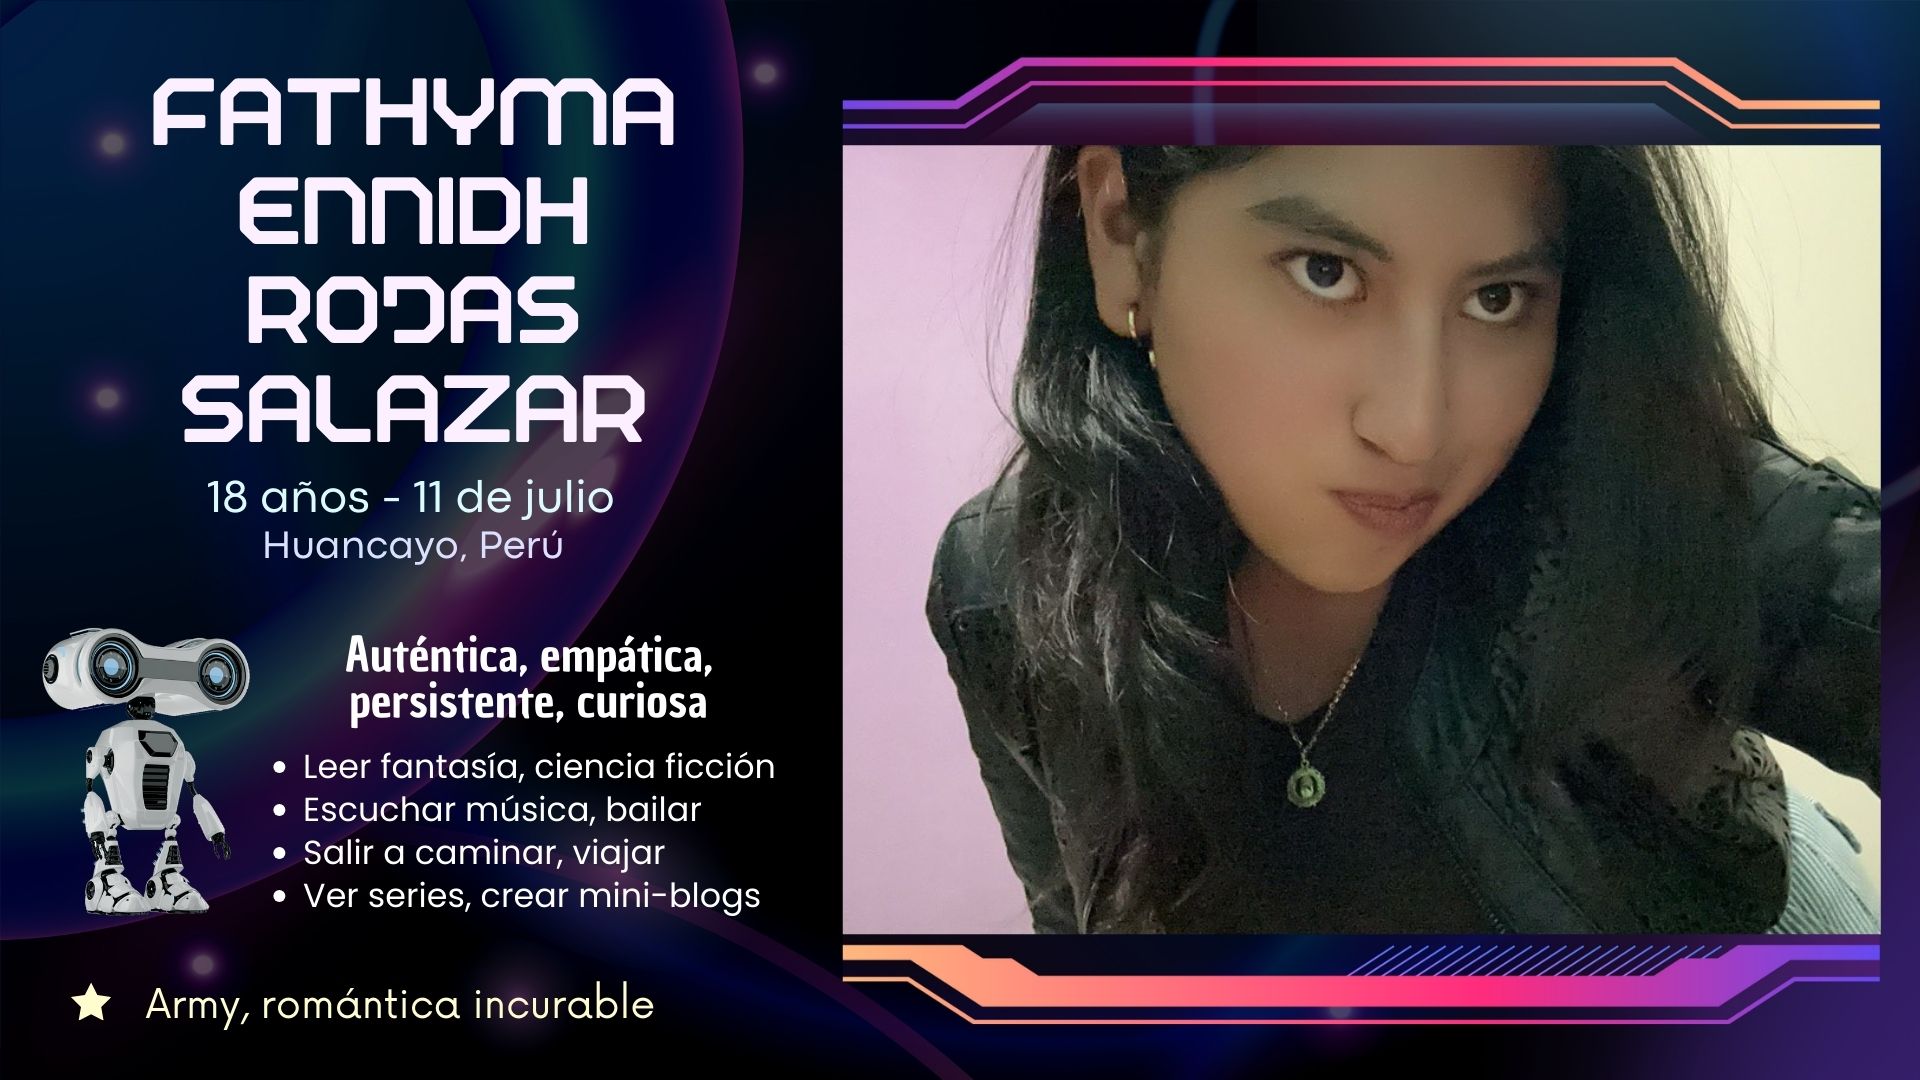 FATHYMA
ENNIDH
ROJAS
SALAZAR
18 años - 11 de julio
Huancayo, Perú
Auténtica, empática,
persistente, curiosa
• Leer fantasía, ciencia ficción
• Escuchar música, bailar
• Salir a caminar, viajar
• Ver series, crear mini-blogs
Army, romántica incurable